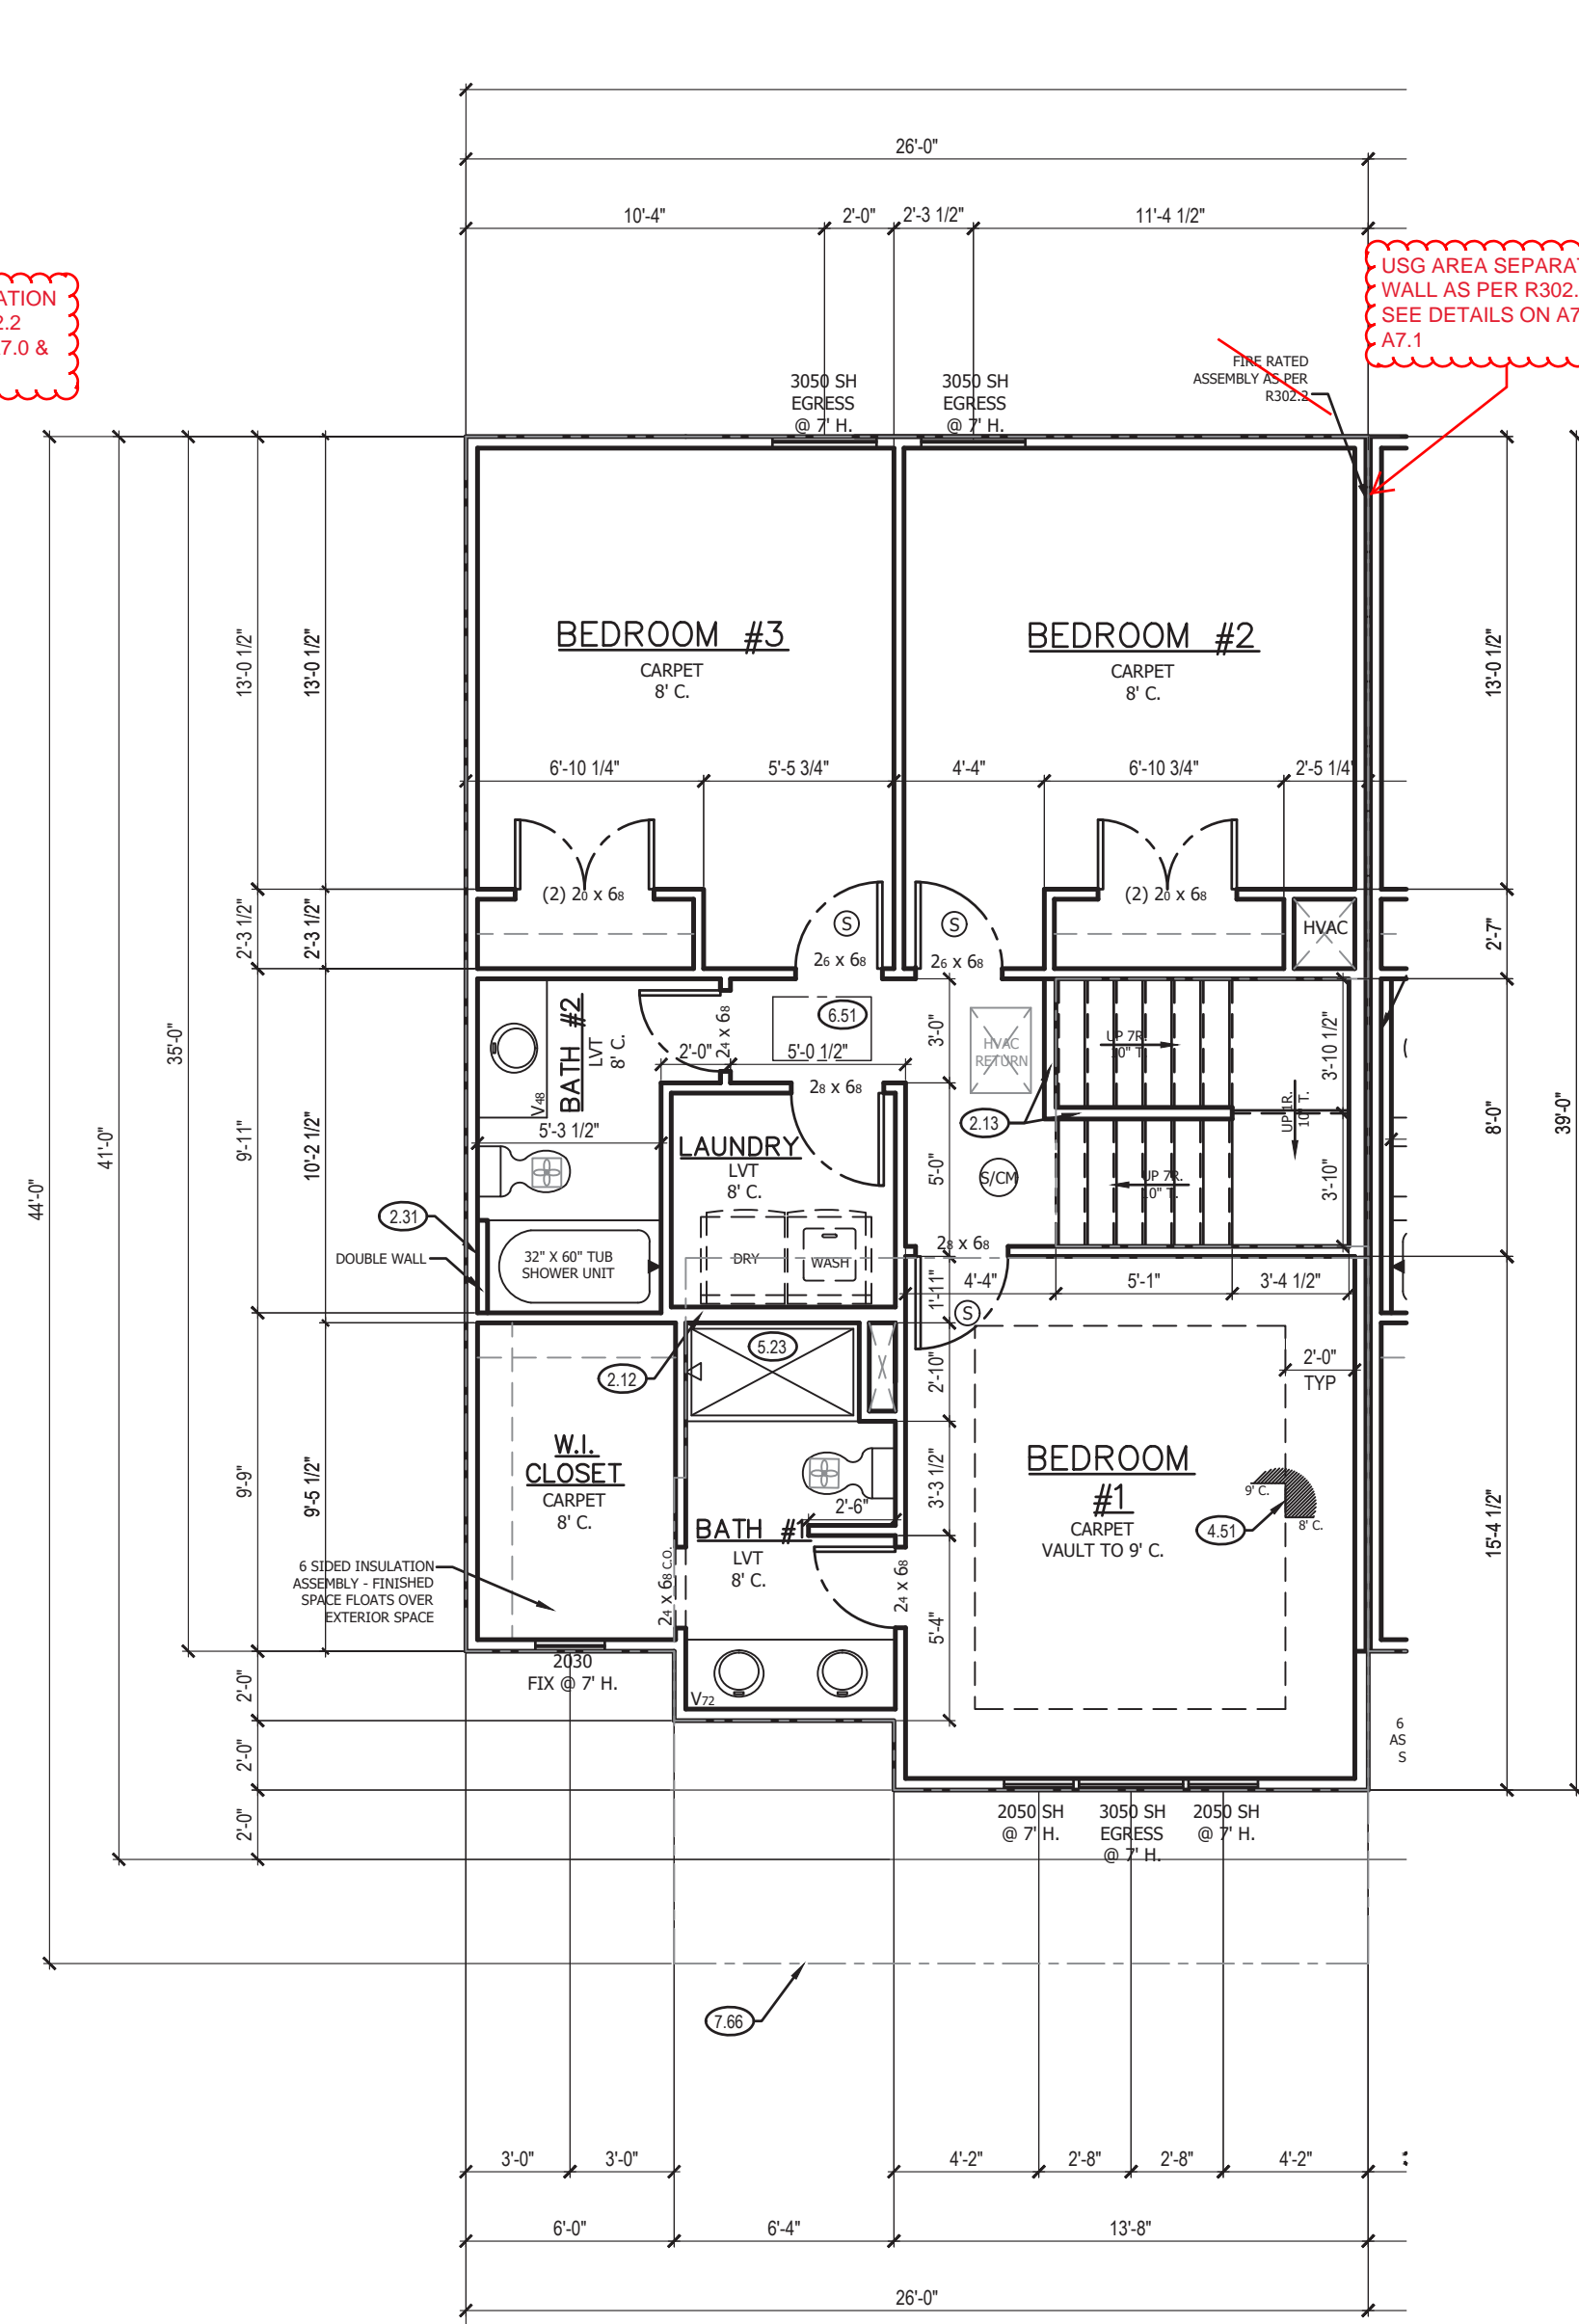 26'-0"
10'-4"
2'-0"
2'-3 1/2"
11'-4 1/2"
ATION
2.2
7.0 &
USG AREA SEPARAT
WALL AS PER R302.
SEE DETAILS ON A7
A7.1
FIRE RATED
ASSEMBLY AS PER
R302.2
3050 SH
EGRESS
@ 7' H.
3050 SH
EGRESS
@ 7' H.
BEDROOM #3
CARPET
8' C.
BEDROOM #2
CARPET
8' C.
13'-0 1/2"
13'-0 1/2"
13'-0 1/2"
6'-10 1/4"
5'-5 3/4"
4'-4"
6'-10 3/4"
2'-5 1/4"
(2) 20 x 68
(2) 20 x 68
S
S
26 x 68
26 x 68
HVAC
2'-3 1/2"
2'-3 1/2"
2'-7"
BATH #2
LVT
8' C.
V48
24 x 68
6.51
2'-0"
5'-0 1/2"
28 x 68
3'-0"
HVAC
RETURN
UP 7R.
10" T.
3'-10 1/2"
UP 1R.
10" T.
2.13
35'-0"
41'-0"
44'-0"
9'-11"
10'-2 1/2"
8'-0"
39'-0"
5'-3 1/2"
LAUNDRY
LVT
8' C.
5'-0"
S/CM
UP 7R.
10" T.
3'-10"
2.31
DOUBLE WALL
32" X 60" TUB
SHOWER UNIT
DRY
WASH
28 x 68
1'-11"
4'-4"
5'-1"
3'-4 1/2"
S
5.23
2.12
2'-10"
2'-0"
TYP
W.I.
CLOSET
CARPET
8' C.
9'-9"
9'-5 1/2"
3'-3 1/2"
2'-6"
BATH #1
LVT
8' C.
BEDROOM
#1
CARPET
VAULT TO 9' C.
9' C.
8' C.
4.51
15'-4 1/2"
6 SIDED INSULATION
ASSEMBLY - FINISHED
SPACE FLOATS OVER
EXTERIOR SPACE
24 x 68 C.O.
24 x 68
5'-4"
2030
FIX @ 7' H.
V72
2'-0"
2'-0"
2'-0"
6
AS
S
2050 SH
@ 7' H.
3050 SH
EGRESS
@ 7' H.
2050 SH
@ 7' H.
7.66
3'-0"
3'-0"
4'-2"
2'-8"
2'-8"
4'-2"
6'-0"
6'-4"
13'-8"
26'-0"